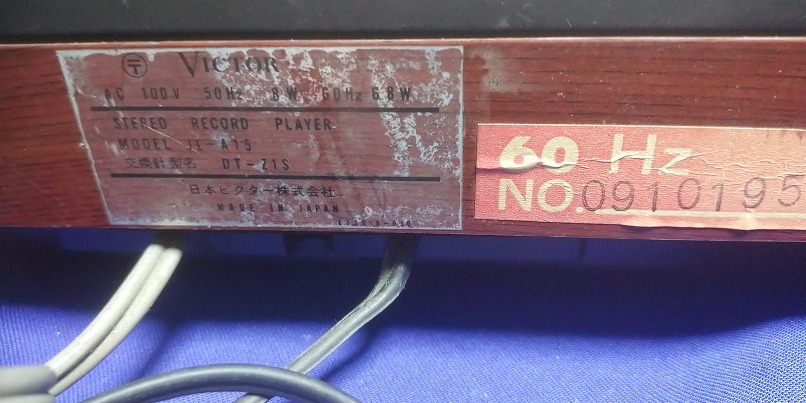 〒 VICTOR
AC 100V 50Hz 8W 60Hz 6.8W
STEREO RECORD PLAYER
MODEL JL-A15
交換針型名 DT-Z1S
日本ビクター株式会社
MADE IN JAPAN
60 Hz
NO.0910195